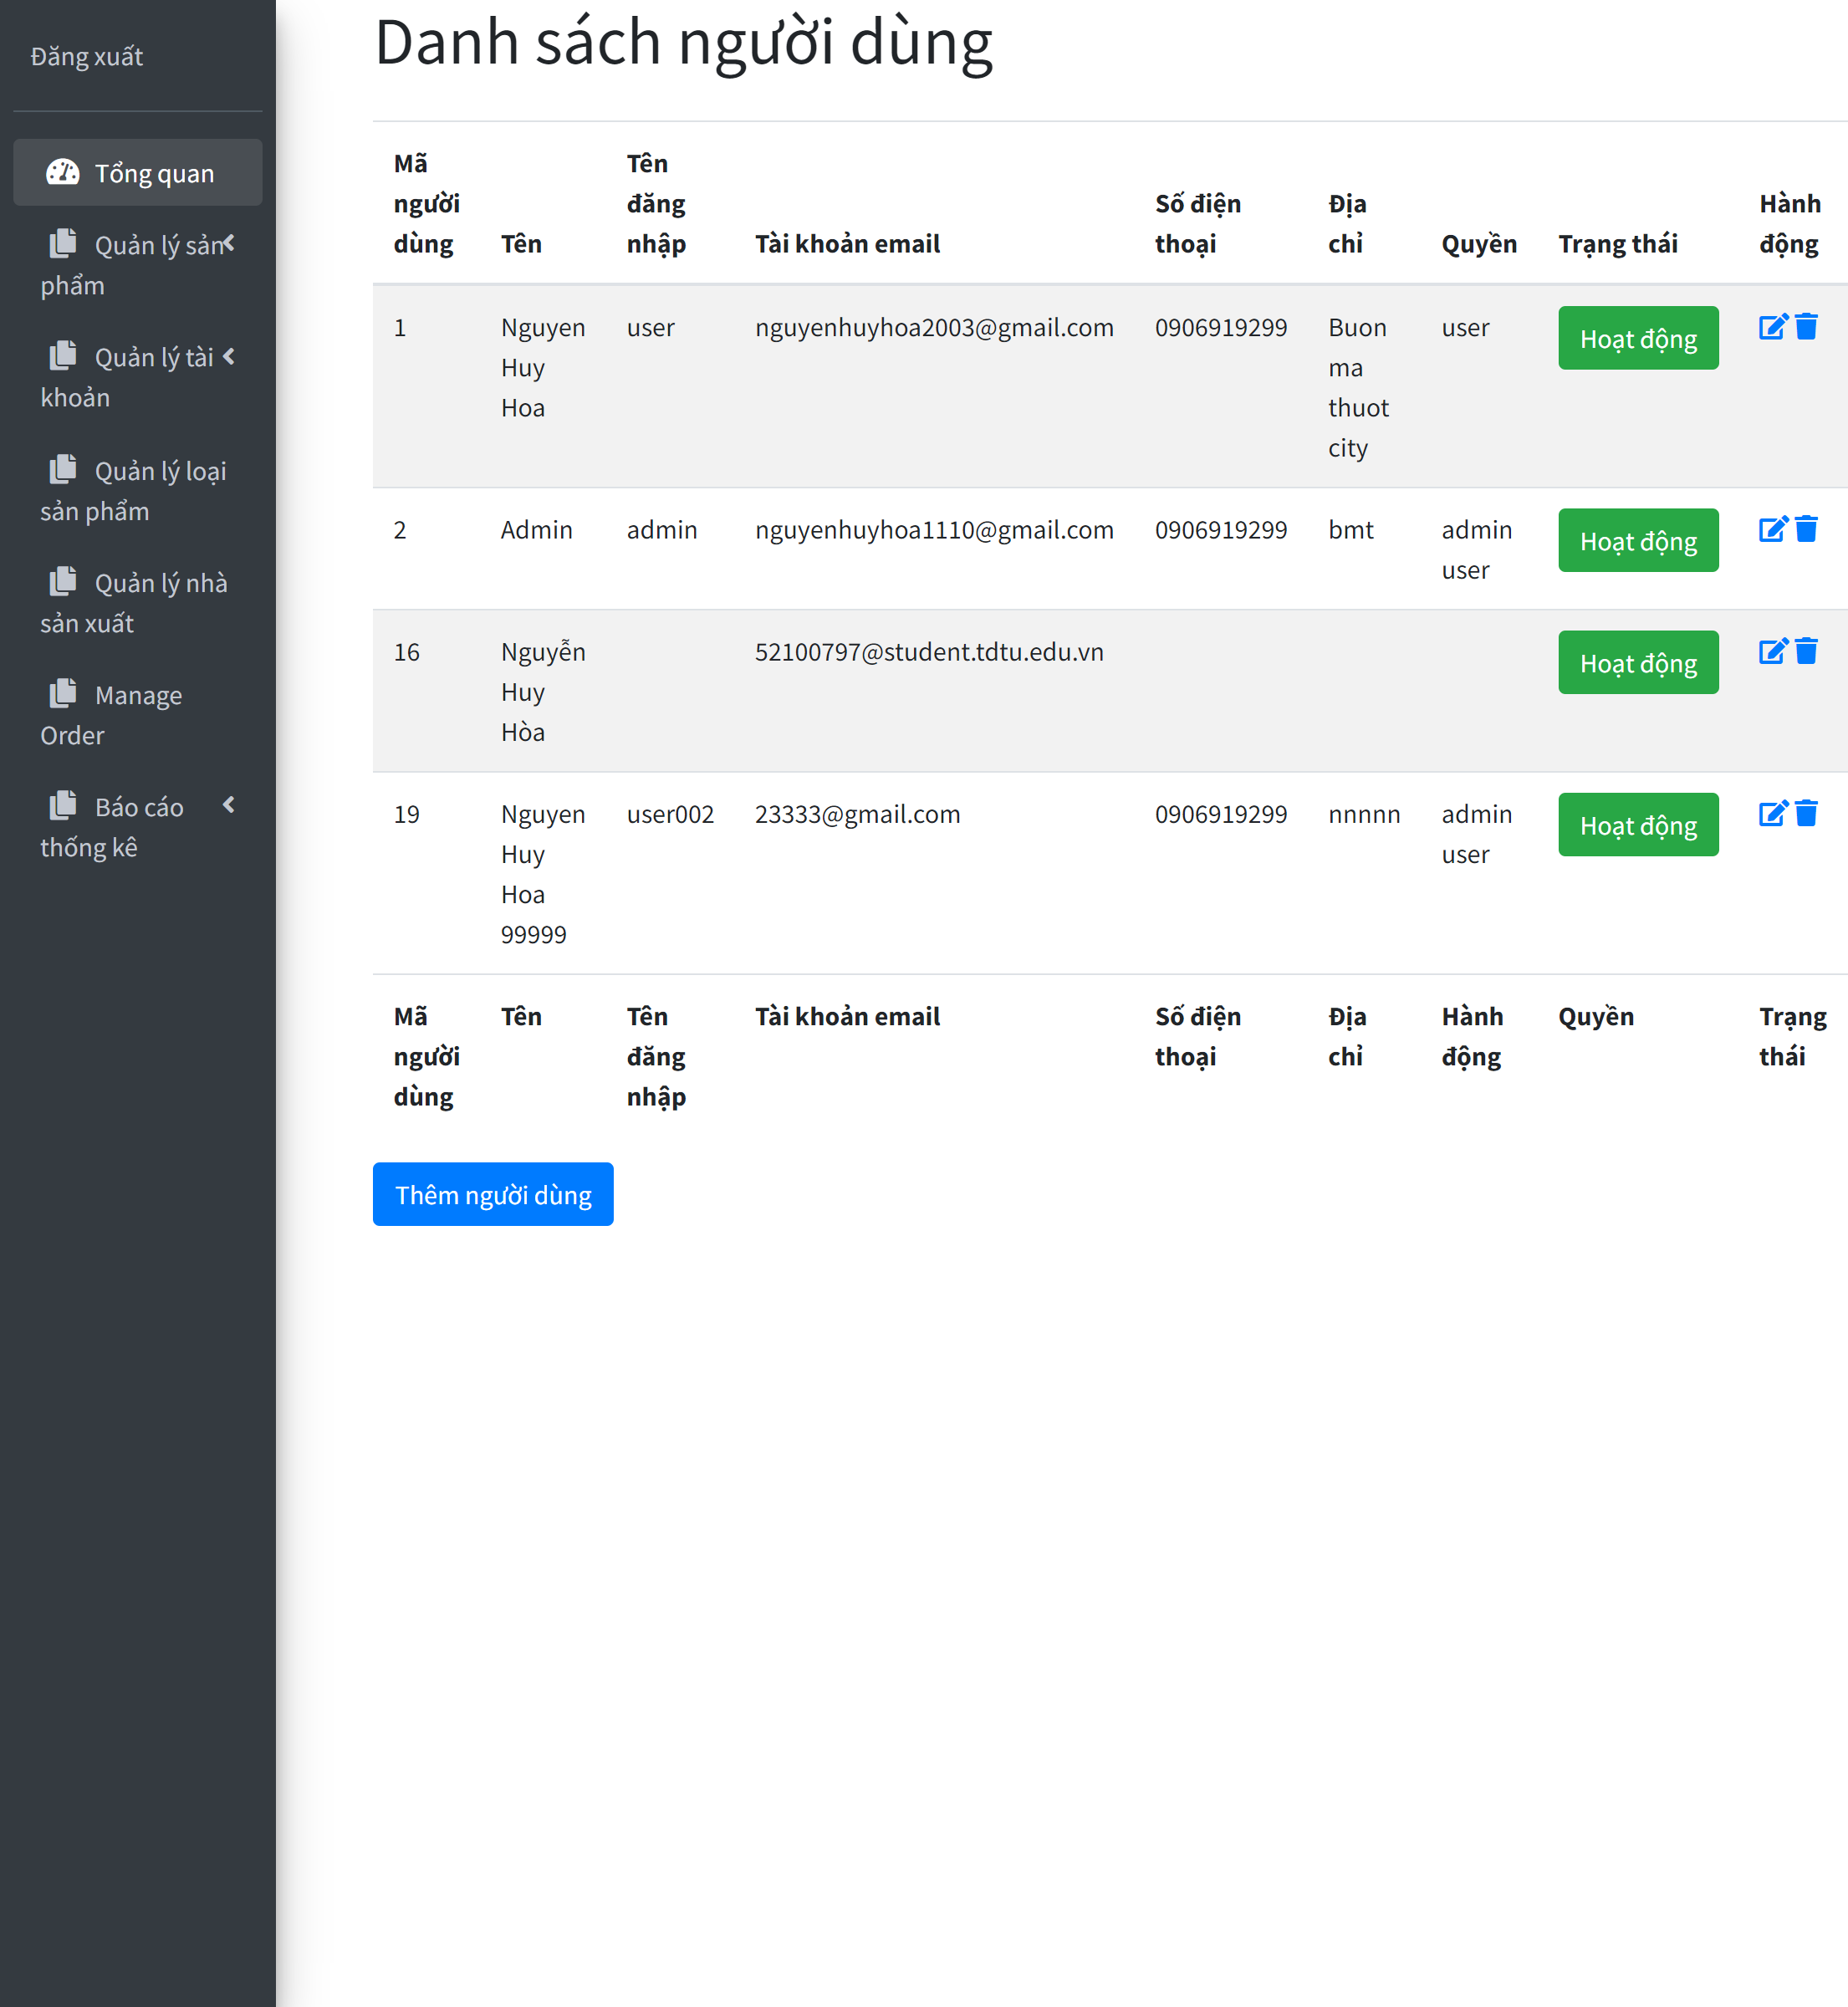 Đăng xuất
Tổng quan
Quản lý sản
phẩm
Quản lý tài
khoản
Quản lý loại
sản phẩm
Quản lý nhà
sản xuất
Manage
Order
Báo cáo
thống kê
Danh sách người dùng
Mã người dùng Tên Tên đăng nhập Tài khoản email Số điện thoại Địa chỉ Quyền Trạng thái Hành động
1 Nguyen Huy Hoa user nguyenhuyhoa2003@gmail.com 0906919299 Buon ma thuot city user Hoạt động
2 Admin admin nguyenhuyhoa1110@gmail.com 0906919299 bmt admin user Hoạt động
16 Nguyễn Huy Hòa 52100797@student.tdtu.edu.vn Hoạt động
19 Nguyen Huy Hoa 99999 user002 23333@gmail.com 0906919299 nnnnn admin user Hoạt động
Mã người dùng Tên Tên đăng nhập Tài khoản email Số điện thoại Địa chỉ Hành động Quyền Trạng thái
Thêm người dùng